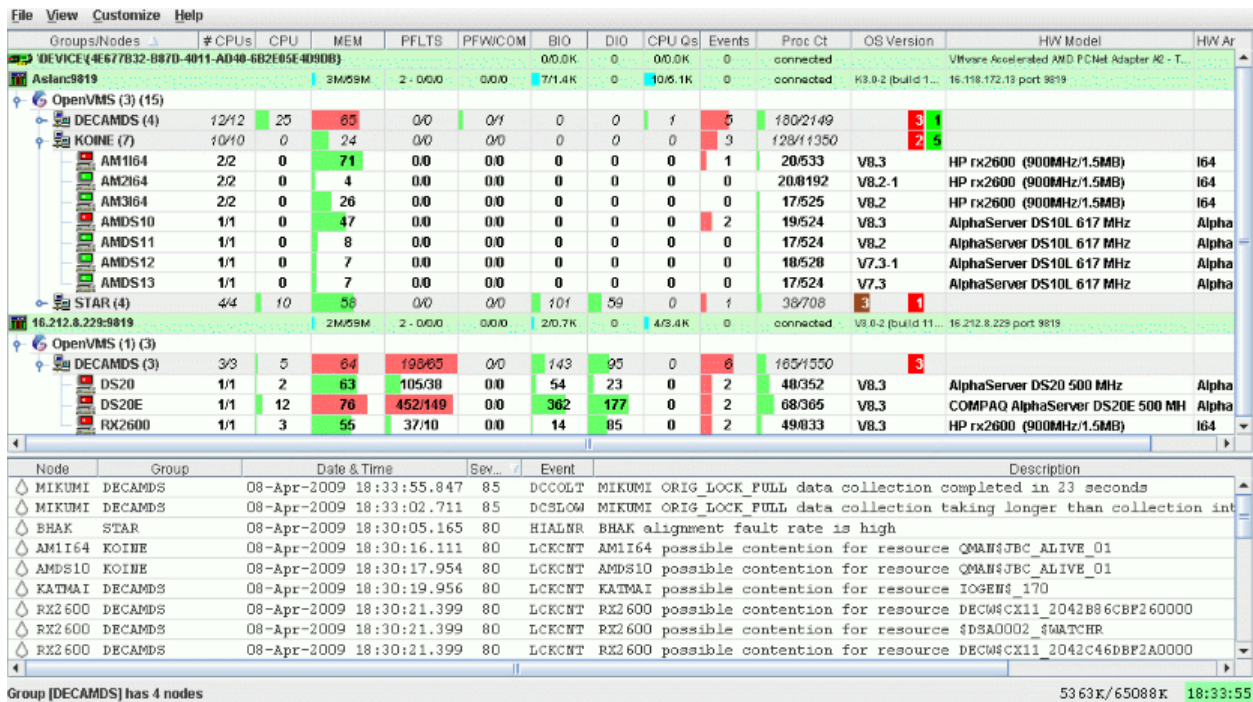 File View Customize Help
Groups/Nodes # CPUs CPU MEM PFLTS PFW/COM BIO DIO CPU Qs Events Proc Ct OS Version HW Model HW Ar
\DEVICE\{4E677B32-B87D-4011-AD40-6B2E05E4D9DB} 0/0.0K 0 0/0.0K 0 connected VMware Accelerated AMD PCNet Adapter #2 - T...
Aslan:9819 3M/59M 2 - 0/0/0 0/0/0 7/1.4K 0 10/6.1K 0 connected (build 1... 16.118.172.13 port 9819
OpenVMS (3) (15)
DECAMDS (4) 12/12 25 65 0/0 0/1 0 0 1 5 180/2149 3 1
KOINE (7) 10/10 0 24 0/0 0/0 0 0 0 3 128/11350 2 5
AM1I64 2/2 0 71 0/0 0/0 0 0 0 1 20/533 V8.3 HP rx2600 (900MHz/1.5MB) I64
AM2I64 2/2 0 4 0/0 0/0 0 0 0 0 20/8192 V8.2-1 HP rx2600 (900MHz/1.5MB) I64
AM3I64 2/2 0 26 0/0 0/0 0 0 0 0 17/525 V8.2 HP rx2600 (900MHz/1.5MB) I64
AMDS10 1/1 0 47 0/0 0/0 0 0 0 2 19/524 V8.3 AlphaServer DS10L 617 MHz Alpha
AMDS11 1/1 0 8 0/0 0/0 0 0 0 0 17/524 V8.2 AlphaServer DS10L 617 MHz Alpha
AMDS12 1/1 0 7 0/0 0/0 0 0 0 0 18/528 V7.3-1 AlphaServer DS10L 617 MHz Alpha
AMDS13 1/1 0 7 0/0 0/0 0 0 0 0 17/524 V7.3 AlphaServer DS10L 617 MHz Alpha
STAR (4) 4/4 10 58 0/0 0/0 101 59 0 1 38/708 3 1
16.212.8.229:9819 2M/59M 2 - 0/0/0 0/0/0 2/0.7K 0 4/3.4K 0 connected V3.0-2 (build 11... 16.212.8.229 port 9819
OpenVMS (1) (3)
DECAMDS (3) 3/3 5 64 198/65 0/0 143 95 0 6 165/1550 3
DS20 1/1 2 63 105/38 0/0 54 23 0 2 48/352 V8.3 AlphaServer DS20 500 MHz Alpha
DS20E 1/1 12 76 452/149 0/0 362 177 0 2 68/365 V8.3 COMPAQ AlphaServer DS20E 500 MH Alpha
RX2600 1/1 3 55 37/10 0/0 14 85 0 2 49/833 V8.3 HP rx2600 (900MHz/1.5MB) I64
Node Group Date & Time Sev... Event Description
MIKUMI DECAMDS 08-Apr-2009 18:33:55.847 85 DCCOLT MIKUMI ORIG_LOCK_FULL data collection completed in 23 seconds
MIKUMI DECAMDS 08-Apr-2009 18:33:02.711 85 DCSLOW MIKUMI ORIG_LOCK_FULL data collection taking longer than collection int
BHAK STAR 08-Apr-2009 18:30:05.165 80 HIALNR BHAK alignment fault rate is high
AM1I64 KOINE 08-Apr-2009 18:30:16.111 80 LCKCNT AM1I64 possible contention for resource QMAN$JBC_ALIVE_01
AMDS10 KOINE 08-Apr-2009 18:30:17.954 80 LCKCNT AMDS10 possible contention for resource QMAN$JBC_ALIVE_01
KATMAI DECAMDS 08-Apr-2009 18:30:19.956 80 LCKCNT KATMAI possible contention for resource IOGEN$_170
RX2600 DECAMDS 08-Apr-2009 18:30:21.399 80 LCKCNT RX2600 possible contention for resource DECW$CX11_2042B86CBF260000
RX2600 DECAMDS 08-Apr-2009 18:30:21.399 80 LCKCNT RX2600 possible contention for resource $DSA0002_$WATCHR
RX2600 DECAMDS 08-Apr-2009 18:30:21.399 80 LCKCNT RX2600 possible contention for resource DECW$CX11_2042C46DBF2A0000
Group [DECAMDS] has 4 nodes 5363K/65088K 18:33:55